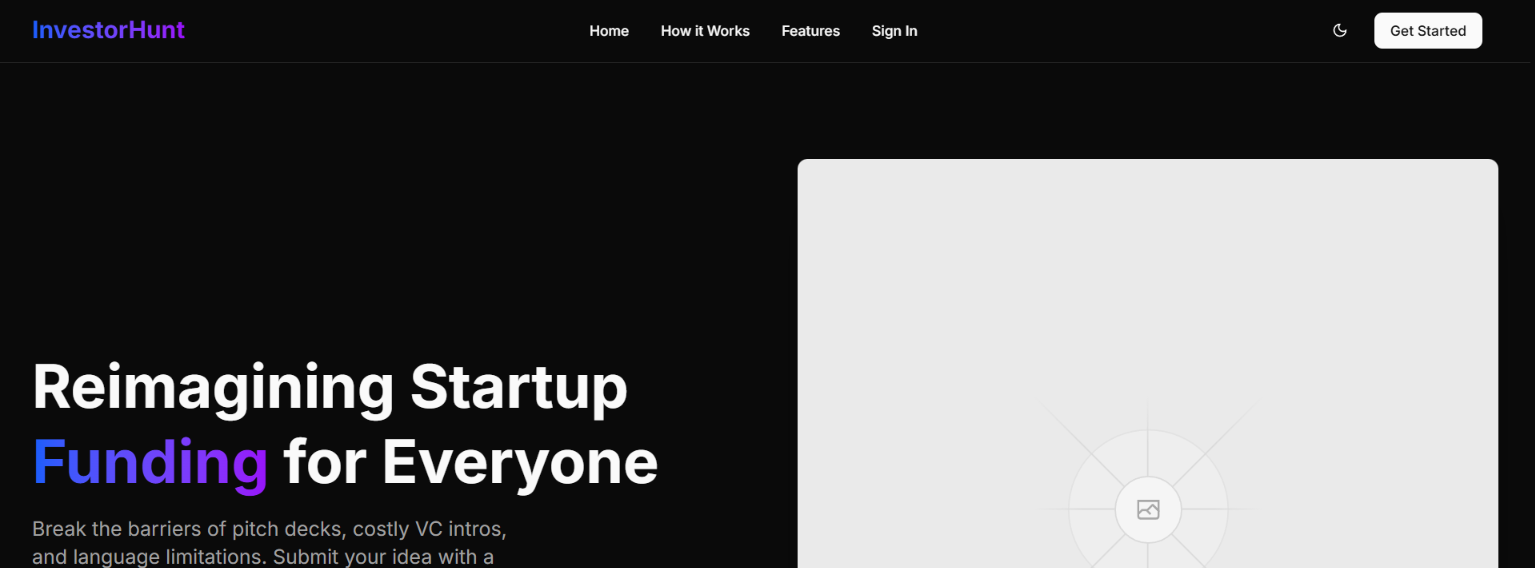 InvestorHunt
Home
How it Works
Features
Sign In
Get Started
Reimagining Startup
Funding for Everyone
Break the barriers of pitch decks, costly VC intros,
and language limitations. Submit your idea with a